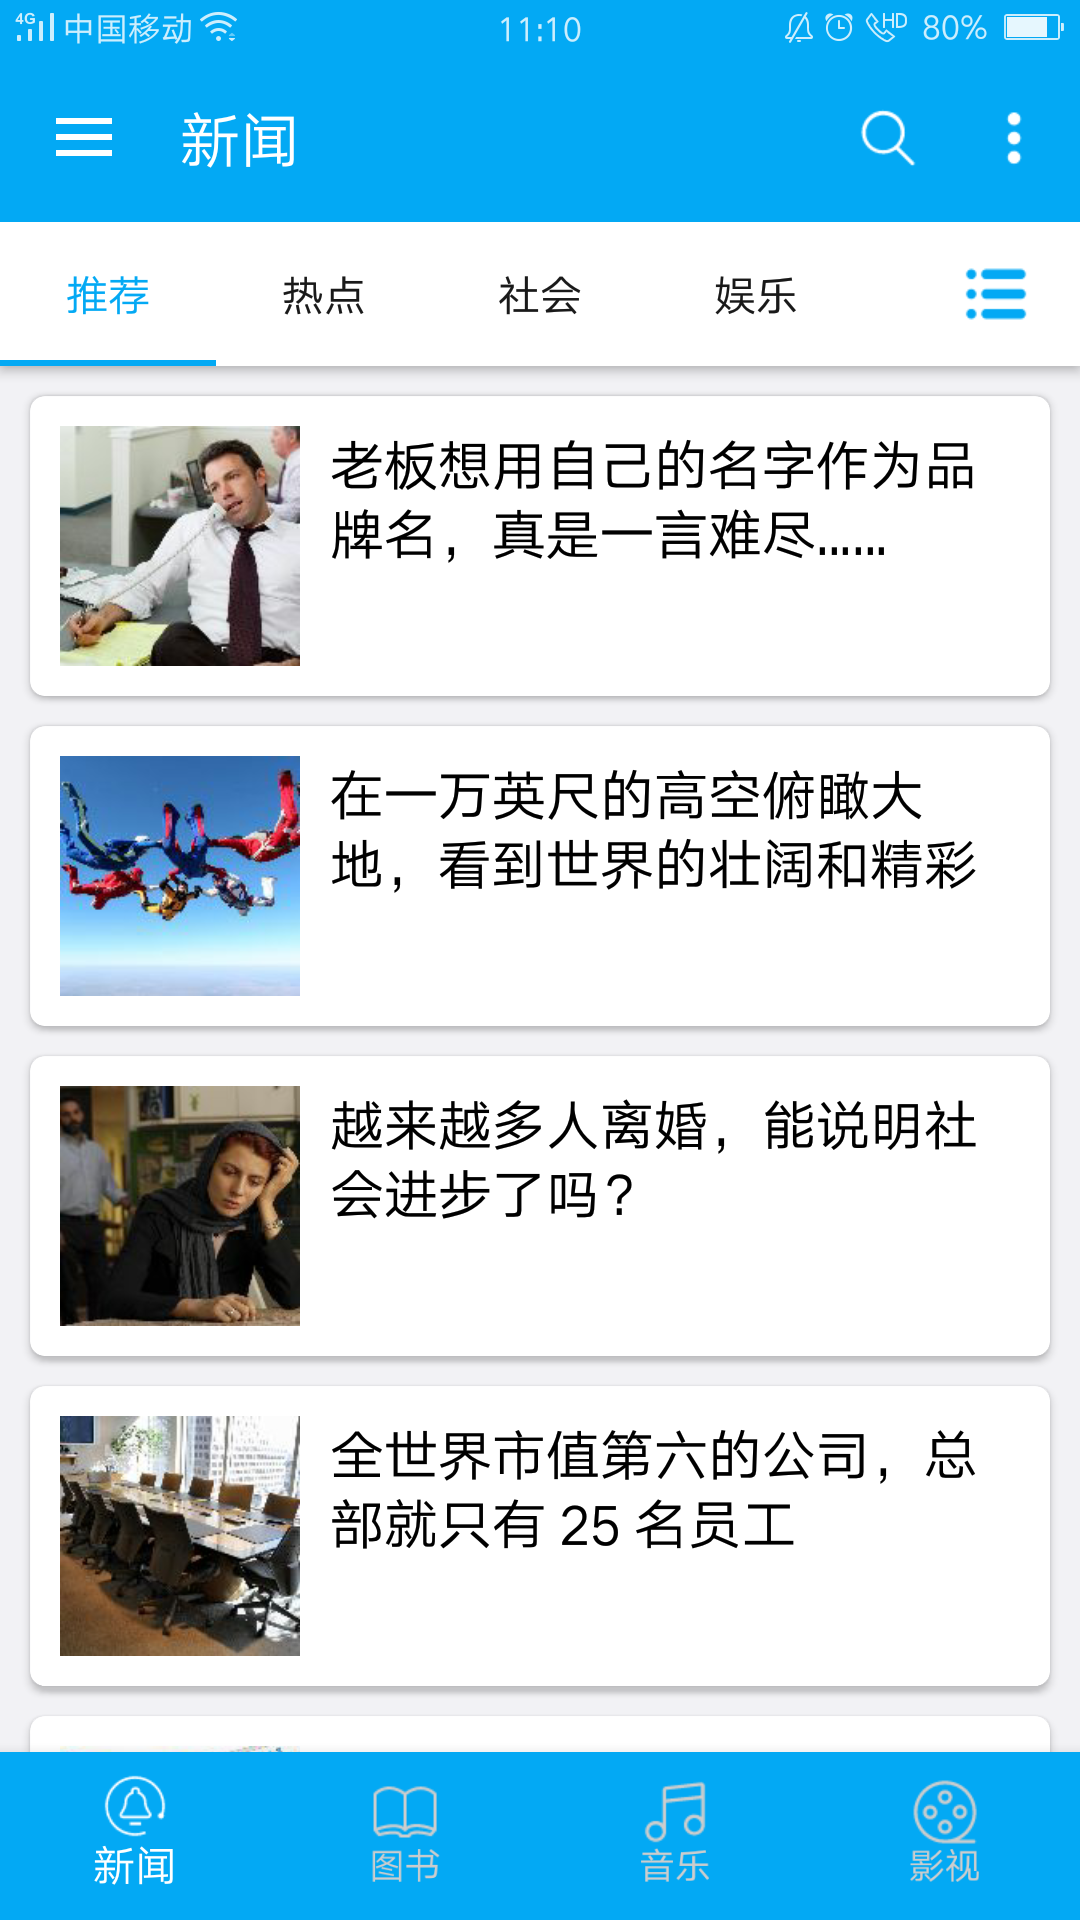 4G 中国移动 11:10 HD 80%
新闻
推荐 热点 社会 娱乐
老板想用自己的名字作为品
牌名，真是一言难尽……
在一万英尺的高空俯瞰大
地，看到世界的壮阔和精彩
越来越多人离婚，能说明社
会进步了吗？
全世界市值第六的公司，总
部就只有 25 名员工
新闻 图书 音乐 影视